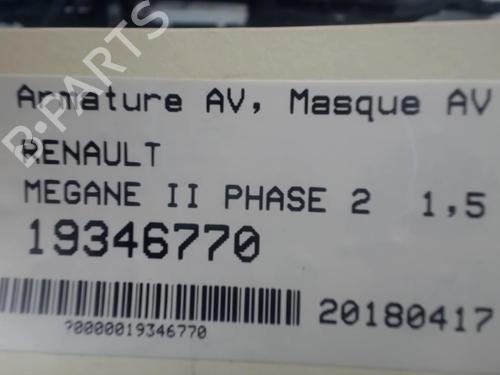 B-PARTS
Armature AV, Masque AV
RENAULT
MEGANE II PHASE 2 1,5
19346770
20180417
?0000019346770